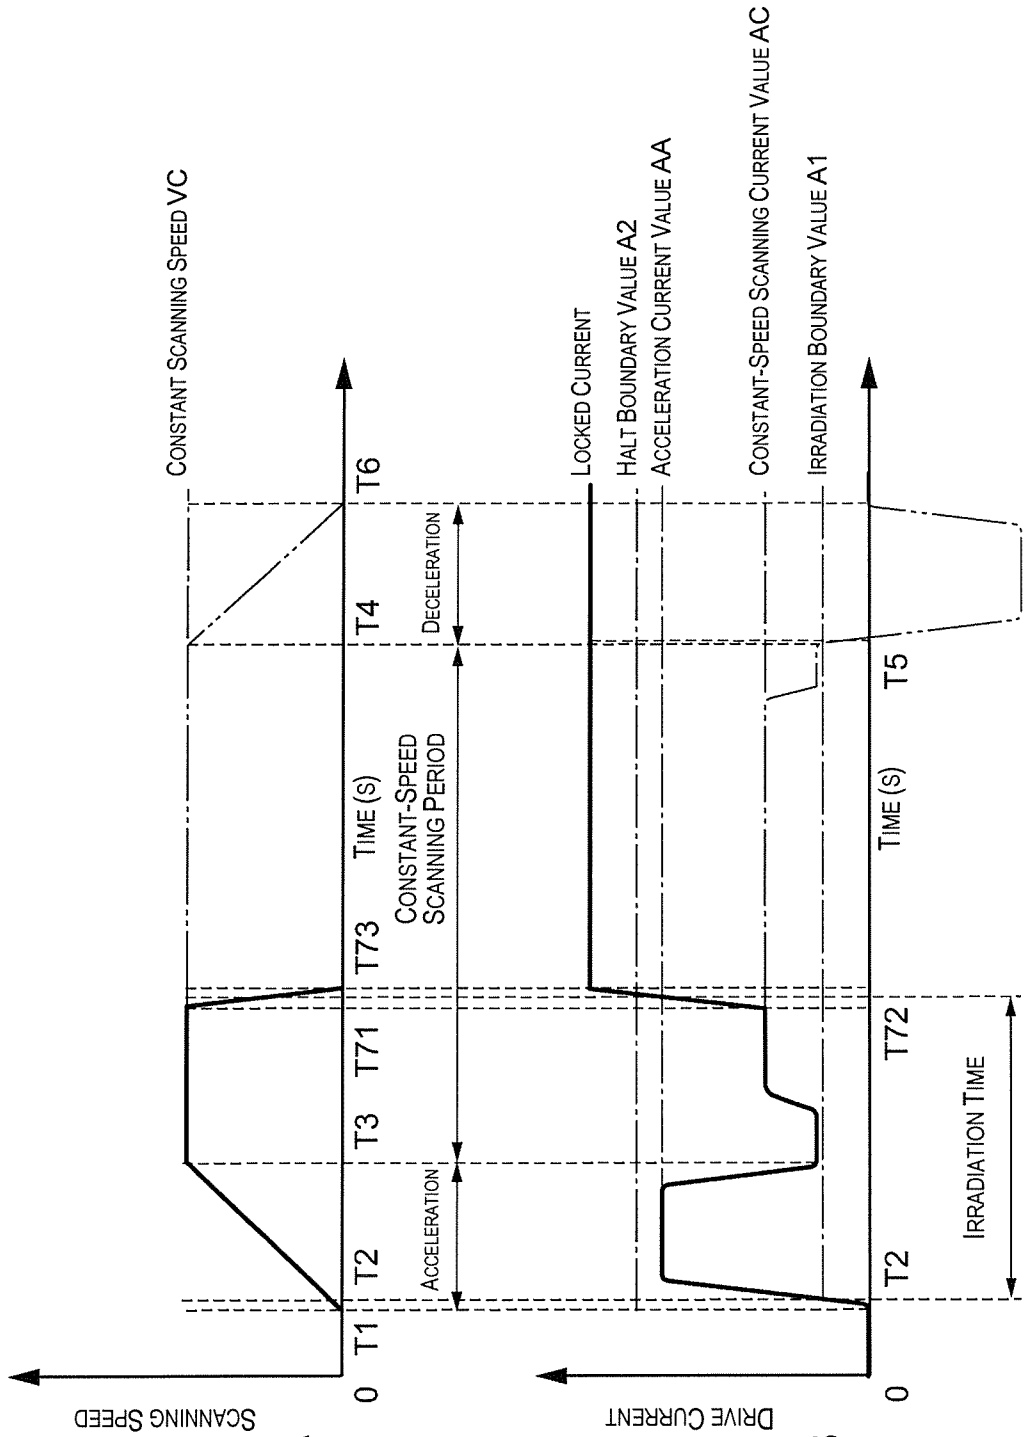 SCANNING SPEED
CONSTANT SCANNING SPEED VC
0
T1
T2
T3
T71
T73
TIME (S)
T4
T6
ACCELERATION
CONSTANT-SPEED
SCANNING PERIOD
DECELERATION
DRIVE CURRENT
LOCKED CURRENT
HALT BOUNDARY VALUE A2
ACCELERATION CURRENT VALUE AA
CONSTANT-SPEED SCANNING CURRENT VALUE AC
IRRADIATION BOUNDARY VALUE A1
0
T2
T72
TIME (S)
T5
IRRADIATION TIME